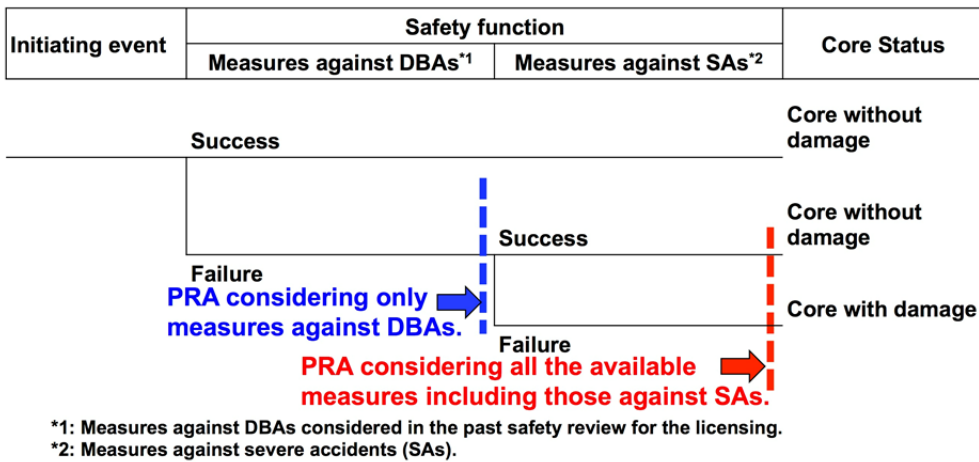 Initiating event
Safety function
Measures against DBAs*1
Measures against SAs*2
Core Status
Success
Core without
damage
Failure
Success
Core without
damage
PRA considering only
measures against DBAs.
Failure
Core with damage
PRA considering all the available
measures including those against SAs.
*1: Measures against DBAs considered in the past safety review for the licensing.
*2: Measures against severe accidents (SAs).